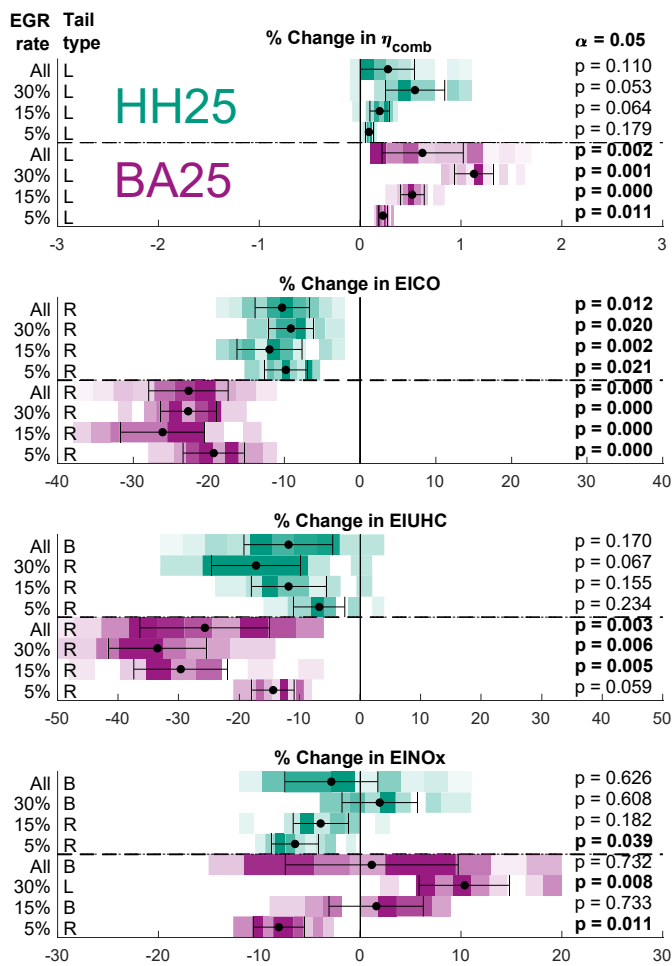 EGR rate Tail type % Change in ηcomb α = 0.05
All L p = 0.110
30% L p = 0.053
15% L p = 0.064
5% L p = 0.179
HH25
All L p = 0.002
30% L p = 0.001
15% L p = 0.000
5% L p = 0.011
BA25
-3 -2 -1 0 1 2 3
% Change in EICO
All R p = 0.012
30% R p = 0.020
15% R p = 0.002
5% R p = 0.021
All R p = 0.000
30% R p = 0.000
15% R p = 0.000
5% R p = 0.000
-40 -30 -20 -10 0 10 20 30 40
% Change in EIUHC
All B p = 0.170
30% R p = 0.067
15% R p = 0.155
5% R p = 0.234
All R p = 0.003
30% R p = 0.006
15% R p = 0.005
5% R p = 0.059
-50 -40 -30 -20 -10 0 10 20 30 40 50
% Change in EINOx
All B p = 0.626
30% B p = 0.608
15% R p = 0.182
5% R p = 0.039
All B p = 0.732
30% L p = 0.008
15% B p = 0.733
5% R p = 0.011
-30 -20 -10 0 10 20 30